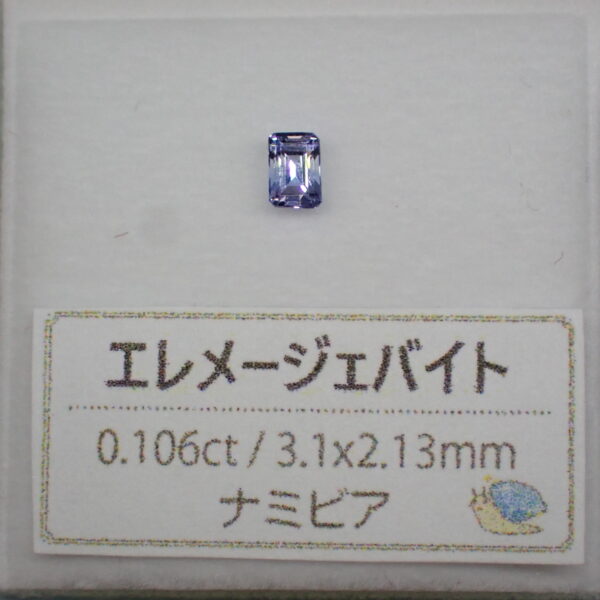 エレメージェバイト
0.106ct / 3.1x2.13mm
ナミビア